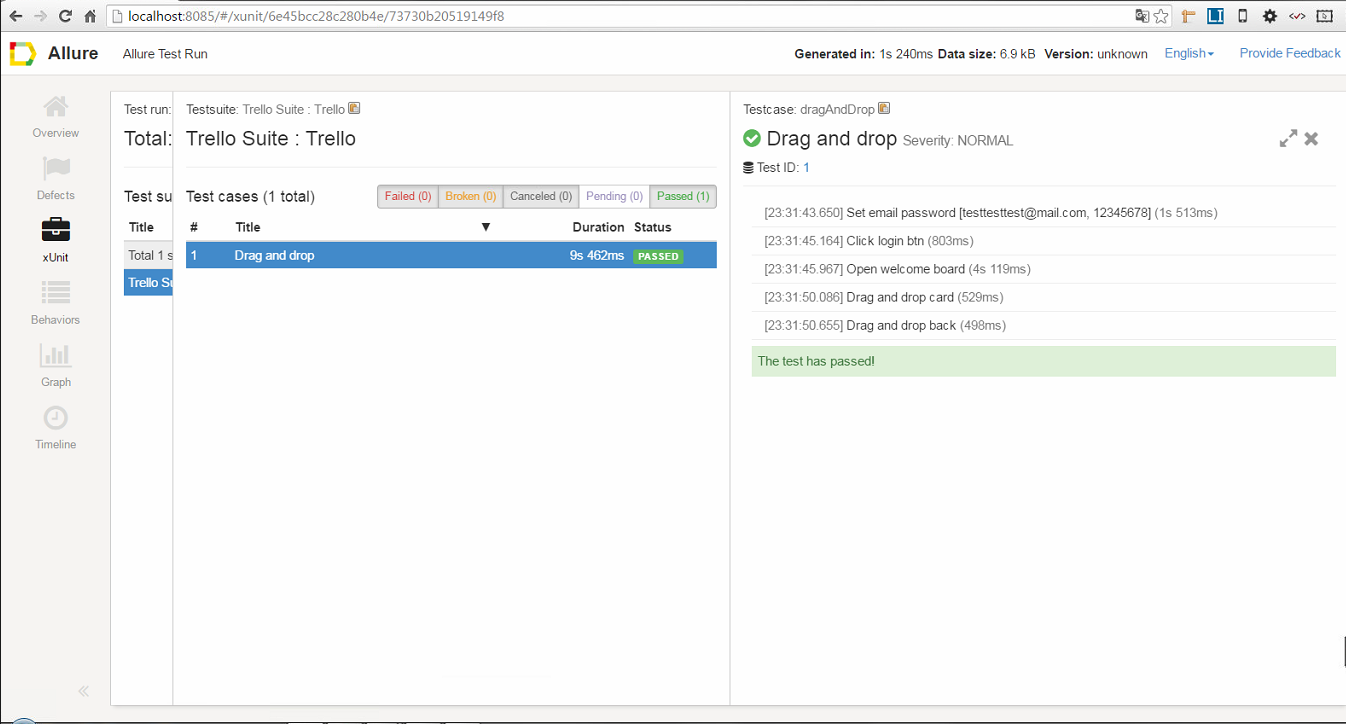 localhost:8085/#/xunit/6e45bcc28c280b4e/73730b20519149f8
Allure
Allure Test Run
Generated in: 1s 240ms Data size: 6.9 kB Version: unknown
English
Provide Feedback
Overview
Defects
xUnit
Behaviors
Graph
Timeline
«
Test run:
Total:
Test su
Title
Total 1 s
Trello Su
Testsuite: Trello Suite : Trello
Trello Suite : Trello
Test cases (1 total)
Failed (0) Broken (0) Canceled (0) Pending (0) Passed (1)
# Title ▼ Duration Status
1 Drag and drop 9s 462ms PASSED
Testcase: dragAndDrop
Drag and drop Severity: NORMAL
Test ID: 1
[23:31:43.650] Set email password [testtesttest@mail.com, 12345678] (1s 513ms)
[23:31:45.164] Click login btn (803ms)
[23:31:45.967] Open welcome board (4s 119ms)
[23:31:50.086] Drag and drop card (529ms)
[23:31:50.655] Drag and drop back (498ms)
The test has passed!